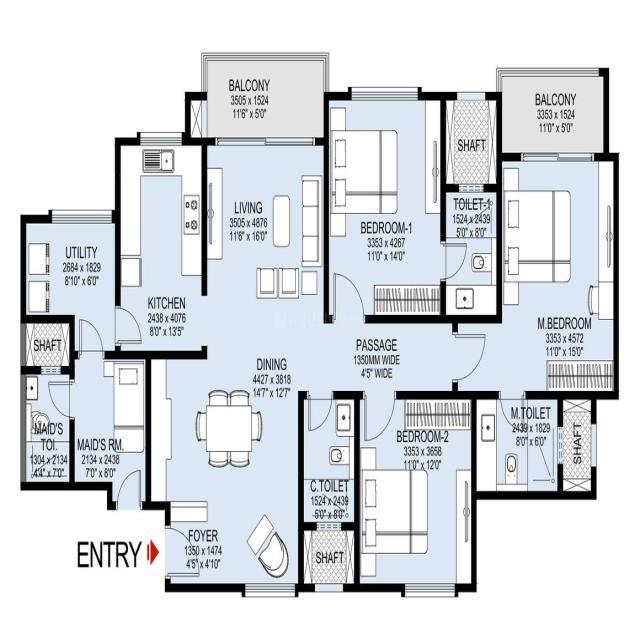 BALCONY
3505 x 1524
11'6" x 5'0"
BALCONY
3353 x 1524
11'0" x 5'0"
SHAFT
LIVING
3505 x 4876
11'6" x 16'0"
BEDROOM-1
3353 x 4267
11'0" x 14'0"
TOILET-1
1524 x 2439
5'0" x 8'0"
UTILITY
2684 x 1829
8'10" x 6'0"
KITCHEN
2438 x 4076
8'0" x 13'5"
M.BEDROOM
3353 x 4572
11'0" x 15'0"
SHAFT
PASSAGE
1350MM WIDE
4'5" WIDE
DINING
4427 x 3818
14'7" x 12'7"
MAID'S
TOI.
1304 x 2134
4'4" x 7'0"
MAID'S RM.
2134 x 2438
7'0" x 8'0"
BEDROOM-2
3353 x 3658
11'0" x 12'0"
M.TOILET
2439 x 1829
8'0" x 6'0"
SHAFT
C.TOILET
1524 x 2439
5'0" x 8'0"
FOYER
1350 x 1474
4'5" x 4'10"
SHAFT
ENTRY